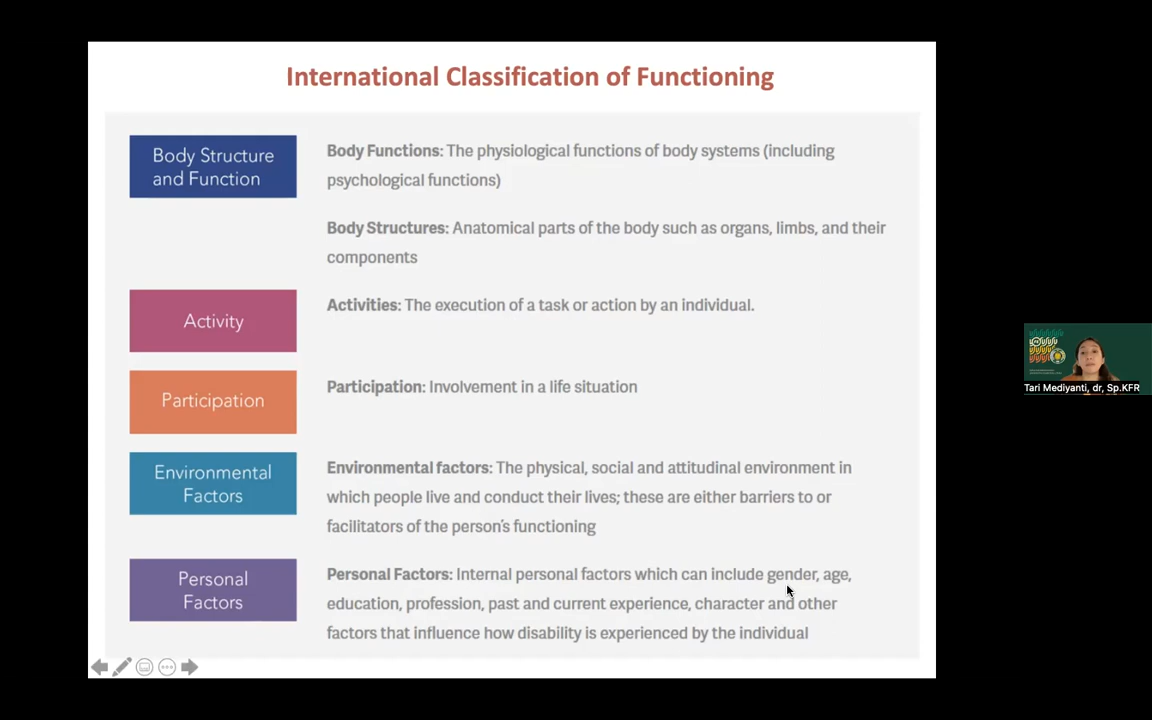 International Classification of Functioning
Body Structure
and Function
Body Functions: The physiological functions of body systems (including
psychological functions)
Body Structures: Anatomical parts of the body such as organs, limbs, and their
components
Activity
Activities: The execution of a task or action by an individual.
Participation
Participation: Involvement in a life situation
Environmental
Factors
Environmental factors: The physical, social and attitudinal environment in
which people live and conduct their lives; these are either barriers to or
facilitators of the person's functioning
Personal
Factors
Personal Factors: Internal personal factors which can include gender, age,
education, profession, past and current experience, character and other
factors that influence how disability is experienced by the individual
Tari Mediyanti, dr, Sp.KFR